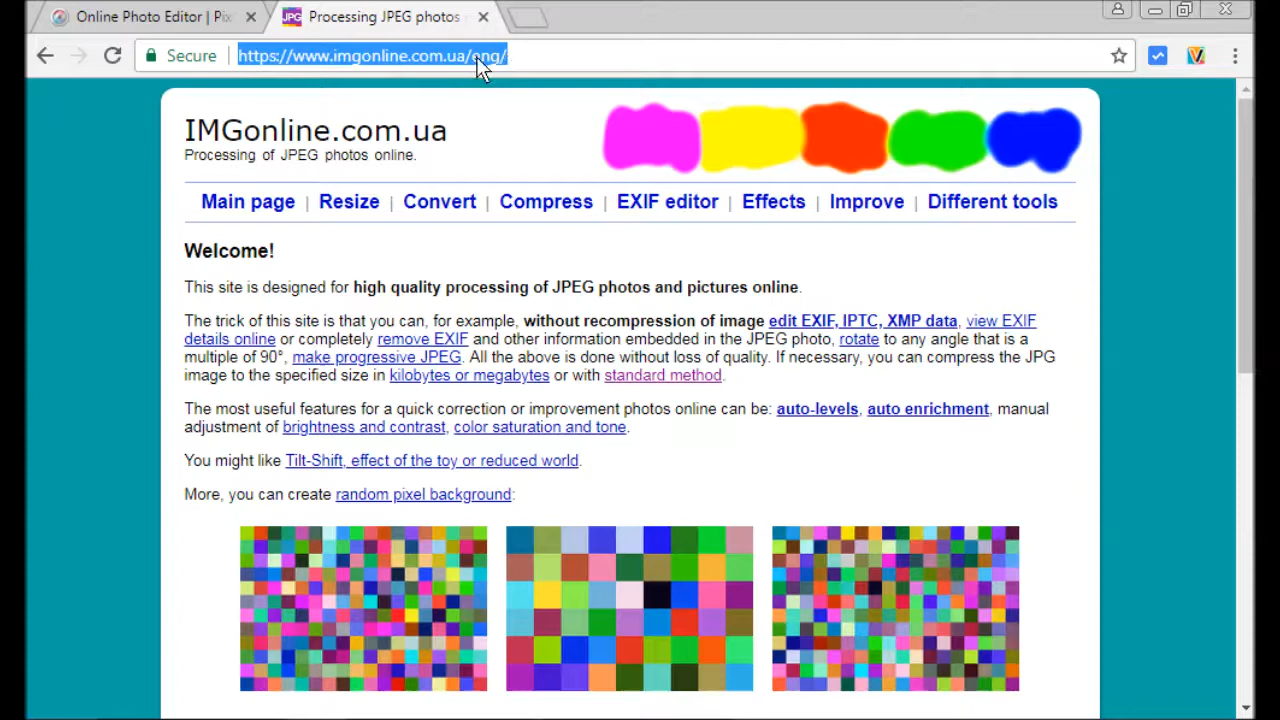 Online Photo Editor | Pix
Processing JPEG photos
Secure
https://www.imgonline.com.ua/eng/
IMGonline.com.ua
Processing of JPEG photos online.
Main page | Resize | Convert | Compress | EXIF editor | Effects | Improve | Different tools
Welcome!
This site is designed for high quality processing of JPEG photos and pictures online.
The trick of this site is that you can, for example, without recompression of image edit EXIF, IPTC, XMP data, view EXIF
details online or completely remove EXIF and other information embedded in the JPEG photo, rotate to any angle that is a
multiple of 90°, make progressive JPEG. All the above is done without loss of quality. If necessary, you can compress the JPG
image to the specified size in kilobytes or megabytes or with standard method.
The most useful features for a quick correction or improvement photos online can be: auto-levels, auto enrichment, manual
adjustment of brightness and contrast, color saturation and tone.
You might like Tilt-Shift, effect of the toy or reduced world.
More, you can create random pixel background: